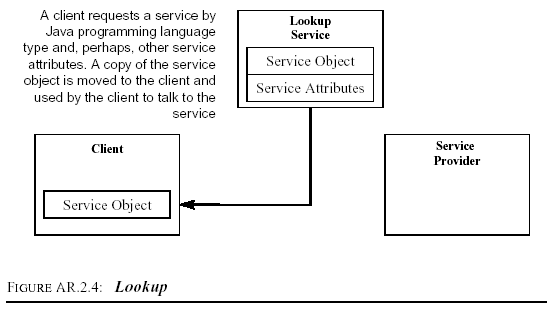 A client requests a service by
Java programming language
type and, perhaps, other service
attributes. A copy of the service
object is moved to the client and
used by the client to talk to the
service
Lookup
Service
Service Object
Service Attributes
Client
Service Object
Service
Provider
FIGURE AR.2.4: Lookup